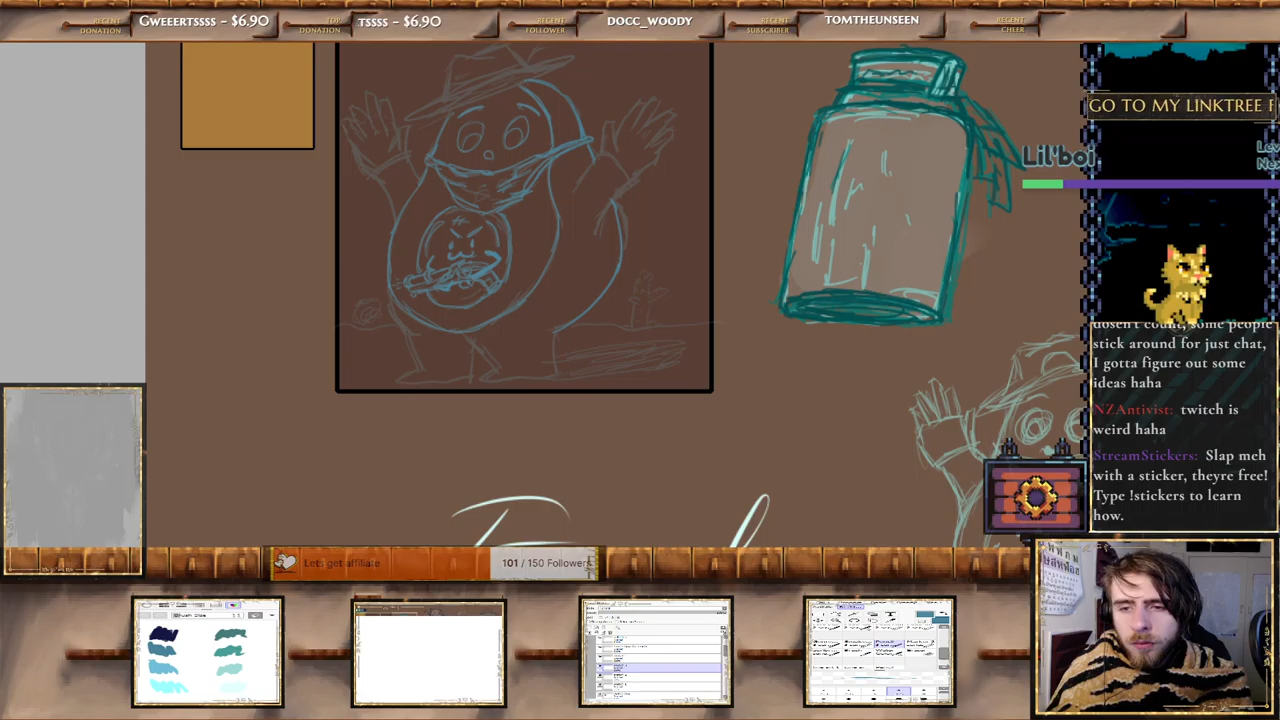 RECENT DONATION
Gweeertssss – $6.90
TOP DONATION
tssss – $6.90
RECENT FOLLOWER
DOCC_WOODY
RECENT SUBSCRIBER
TOMTHEUNSEEN
RECENT CHEER
GO TO MY LINKTREE
Lil'boi
dosen't count, some people
stick around for just chat,
I gotta figure out some
ideas haha
NZAntivist: twitch is
weird haha
StreamStickers: Slap meh
with a sticker, theyre free!
Type !stickers to learn
how.
Lets get affiliate
101 / 150 Followers